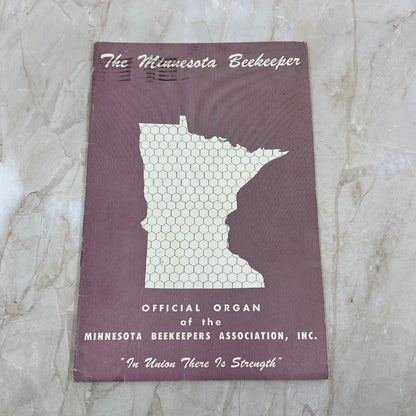 The Minnesota Beekeeper
OFFICIAL ORGAN
of the
MINNESOTA BEEKEEPERS ASSOCIATION, INC.
"In Union There Is Strength"